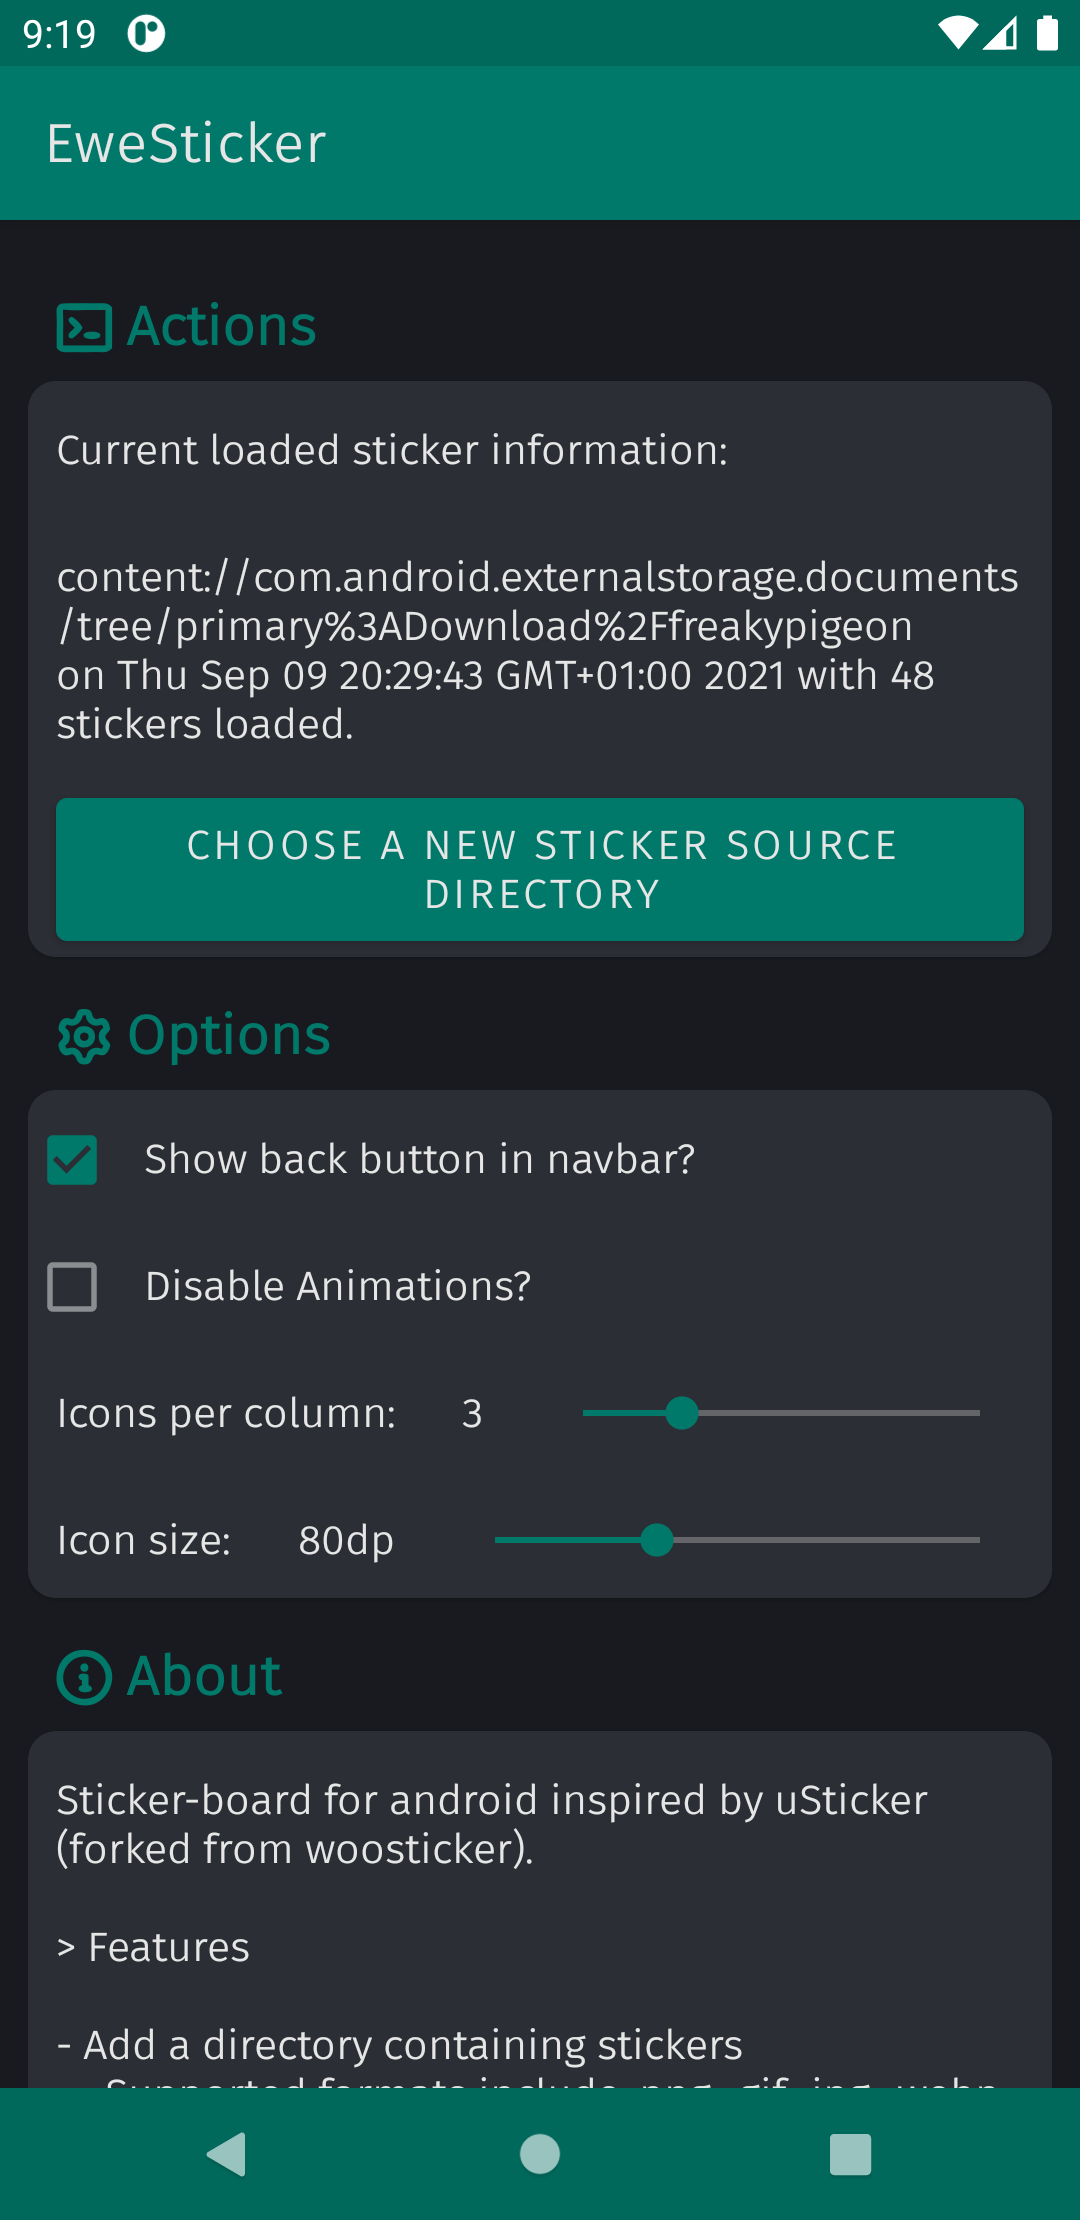 9:19
EweSticker
Actions
Current loaded sticker information:
content://com.android.externalstorage.documents
/tree/primary%3ADownload%2Ffreakypigeon
on Thu Sep 09 20:29:43 GMT+01:00 2021 with 48
stickers loaded.
CHOOSE A NEW STICKER SOURCE
DIRECTORY
Options
Show back button in navbar?
Disable Animations?
Icons per column: 3
Icon size: 80dp
About
Sticker-board for android inspired by uSticker
(forked from woosticker).
> Features
- Add a directory containing stickers
Supported formats include